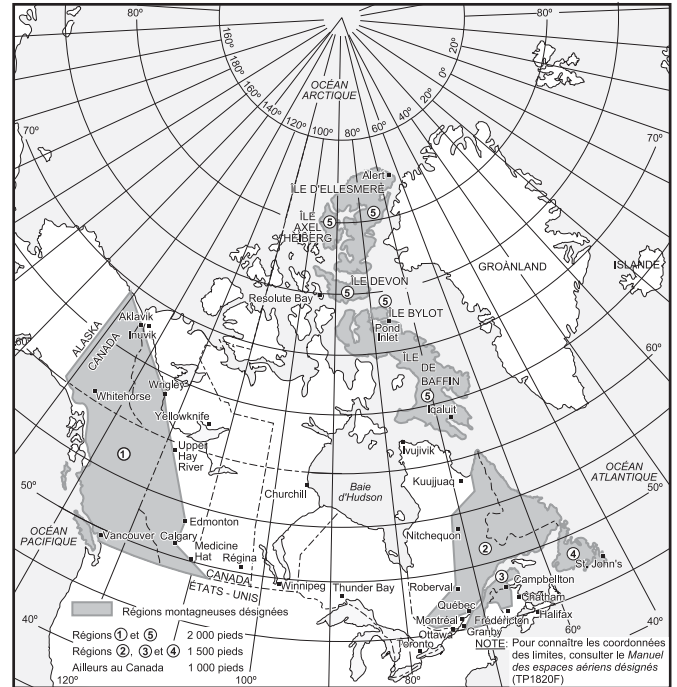 80°
80°
160°
180°
160°
140°
120°
100°
80°
60°
40°
20°
0°
20°
OCÉAN
ARCTIQUE
70°
70°
Alert
ÎLE D'ELLESMERE
5
5
ÎLE
AXEL
HEIBERG
ÎLE DEVON
GROÀNLAND
ISLANDE
Resolute Bay
5
5
ÎLE BYLOT
Pond
Inlet
Aklavik
Inuvik
ALASKA
CANADA
60°
60°
ÎLE
DE
BAFFIN
5
Iqaluit
Whitehorse
Wrigley
Yellowknife
Upper
Hay
River
1
Ivujivik
Kuujjuaq
OCÉAN
ATLANTIQUE
50°
50°
Churchill
Baie
d'Hudson
Nitchequon
2
4
St. John's
OCÉAN
PACIFIQUE
Vancouver
Edmonton
Calgary
Medicine
Hat
Régina
CANADA
ÉTATS - UNIS
Winnipeg
Thunder Bay
Roberval
3
Campbellton
Chatham
Halifax
Québec
Frédéricton
Montréal
Granby
Ottawa
Toronto
60°
40°
40°
Régions montagneuses désignées
Régions 1 et 5 2 000 pieds
Régions 2, 3 et 4 1 500 pieds
Ailleurs au Canada 1 000 pieds
NOTE: Pour connaître les coordonnées
des limites, consulter le Manuel
des espaces aériens désignés
(TP1820F)
120°
100°
80°